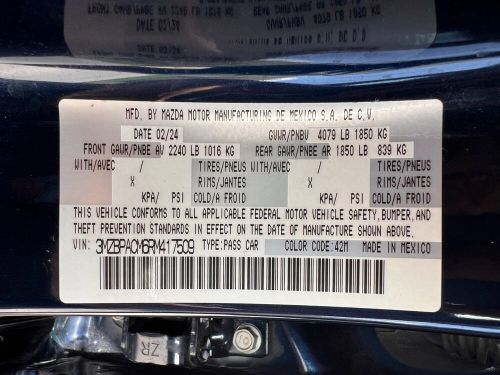 MFD. BY MAZDA MOTOR MANUFACTURING DE MEXICO S.A. DE C.V.
DATE 02/24 GVWR/PNBV 4079 LB 1850 KG
FRONT GAWR/PNBE AV 2240 LB 1016 KG REAR GAWR/PNBE AR 1850 LB 839 KG
WITH/AVEC / TIRES/PNEUS WITH/AVEC / TIRES/PNEUS
X RIMS/JANTES X RIMS/JANTES
KPA/ PSI COLD/A FROID KPA/ PSI COLD/A FROID
THIS VEHICLE CONFORMS TO ALL APPLICABLE FEDERAL MOTOR VEHICLE SAFETY, BUMPER, AND
THEFT PREVENTION STANDARDS IN EFFECT ON THE DATE OF MANUFACTURE SHOWN ABOVE.
VIN: 3MZBPACM6RM417509 TYPE:PASS CAR COLOR CODE:42M MADE IN MEXICO
ZR